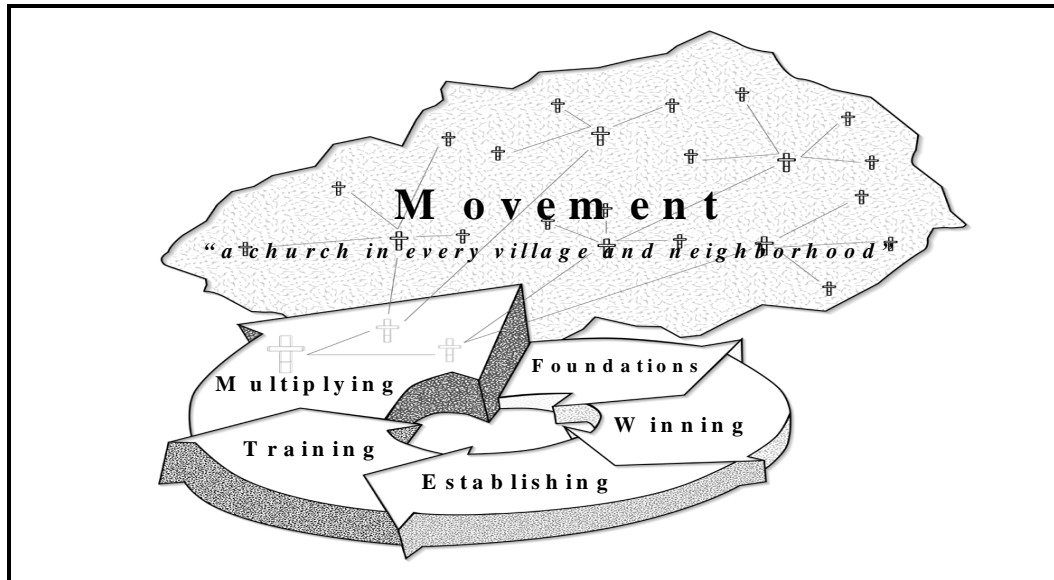 Movement
“a church in every village and neighborhood”
Foundations
Multiplying
Winning
Training
Establishing